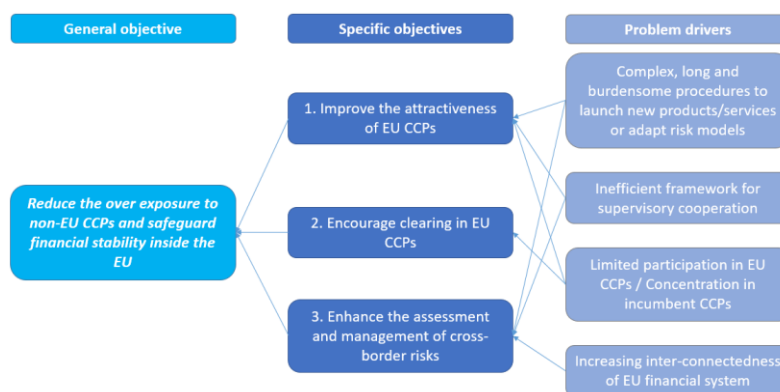 General objective
Specific objectives
Problem drivers
Complex, long and
burdensome procedures to
launch new products/services
or adapt risk models
1. Improve the attractiveness
of EU CCPs
Reduce the over exposure to
non-EU CCPs and safeguard
financial stability inside the
EU
Inefficient framework for
supervisory cooperation
2. Encourage clearing in EU
CCPs
Limited participation in EU
CCPs / Concentration in
incumbent CCPs
3. Enhance the assessment
and management of cross-
border risks
Increasing inter-connectedness
of EU financial system